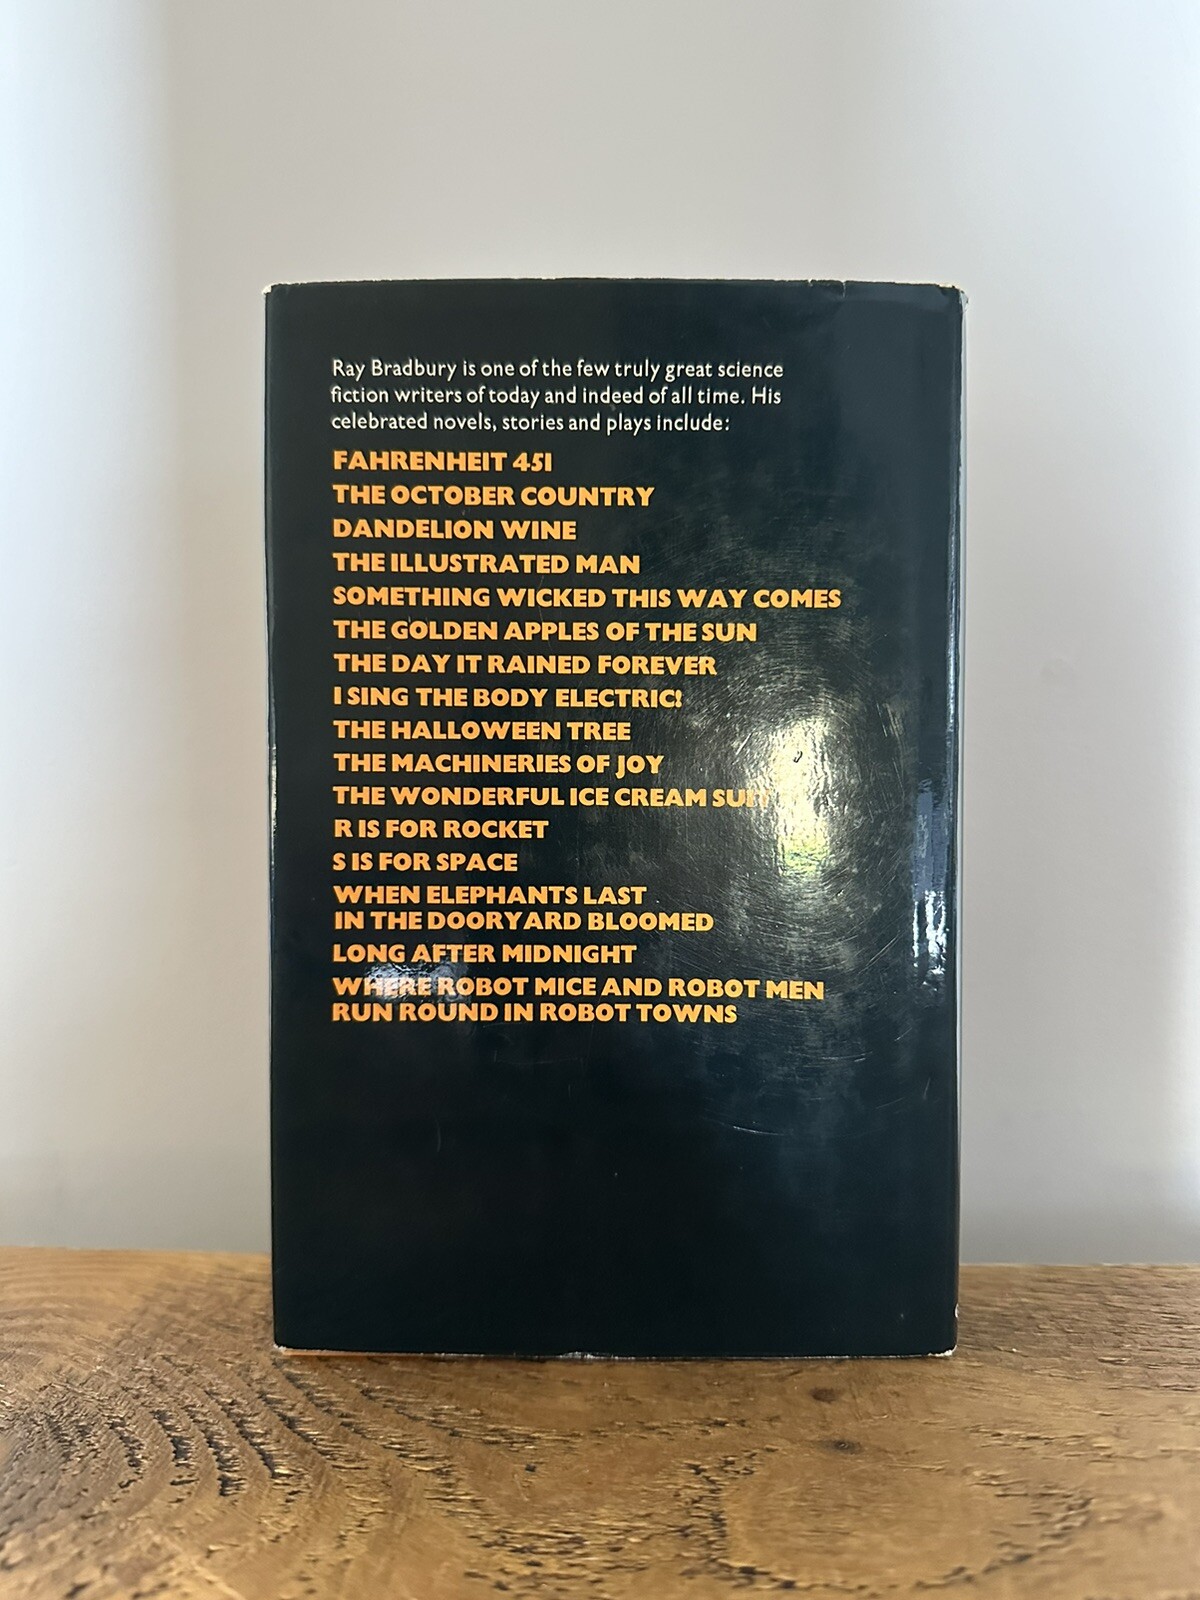 Ray Bradbury is one of the few truly great science
fiction writers of today and indeed of all time. His
celebrated novels, stories and plays include:
FAHRENHEIT 451
THE OCTOBER COUNTRY
DANDELION WINE
THE ILLUSTRATED MAN
SOMETHING WICKED THIS WAY COMES
THE GOLDEN APPLES OF THE SUN
THE DAY IT RAINED FOREVER
I SING THE BODY ELECTRIC!
THE HALLOWEEN TREE
THE MACHINERIES OF JOY
THE WONDERFUL ICE CREAM SUIT
R IS FOR ROCKET
S IS FOR SPACE
WHEN ELEPHANTS LAST
IN THE DOORYARD BLOOMED
LONG AFTER MIDNIGHT
WHERE ROBOT MICE AND ROBOT MEN
RUN ROUND IN ROBOT TOWNS